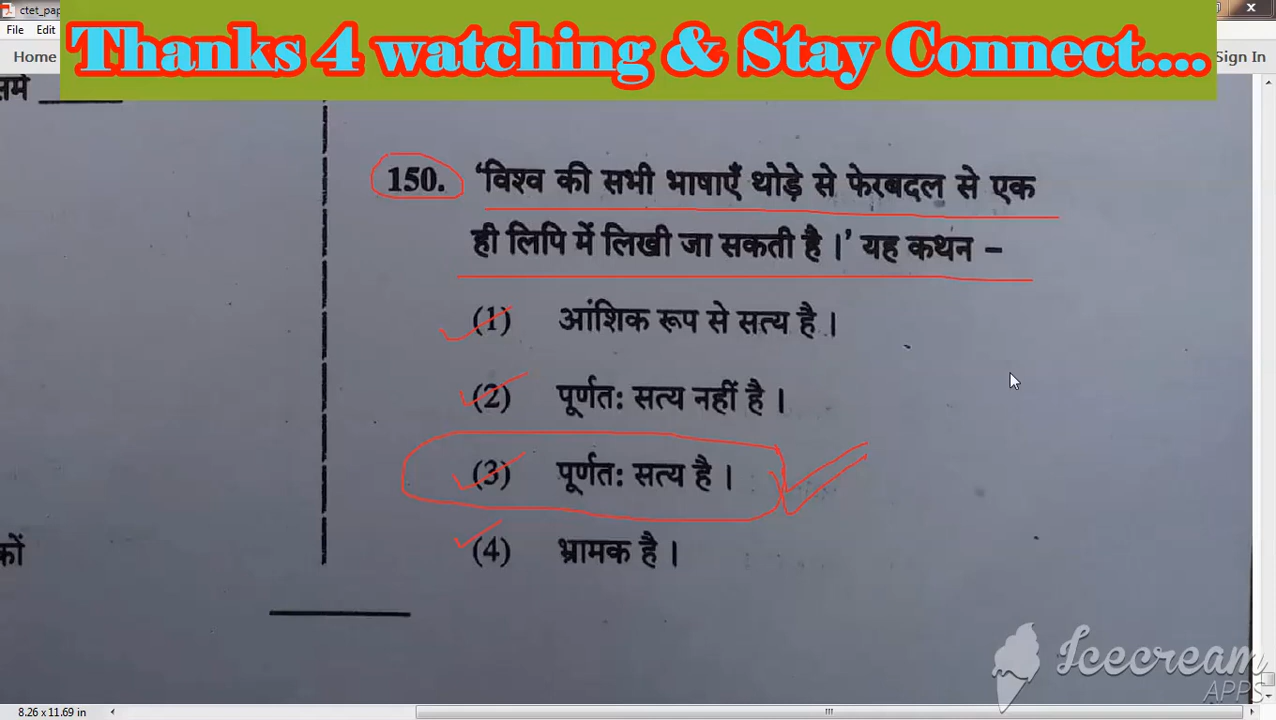 ctet_pap
Thanks 4 watching & Stay Connect....
File Edit
Home
Sign In
150. 'विश्व की सभी भाषाएँ थोड़े से फेरबदल से एक
ही लिपि में लिखी जा सकती है ।' यह कथन –
(1) आंशिक रूप से सत्य है ।
(2) पूर्णत: सत्य नहीं है ।
(3) पूर्णत: सत्य है ।
(4) भ्रामक है ।
Icecream
APPS
8.26 x 11.69 in